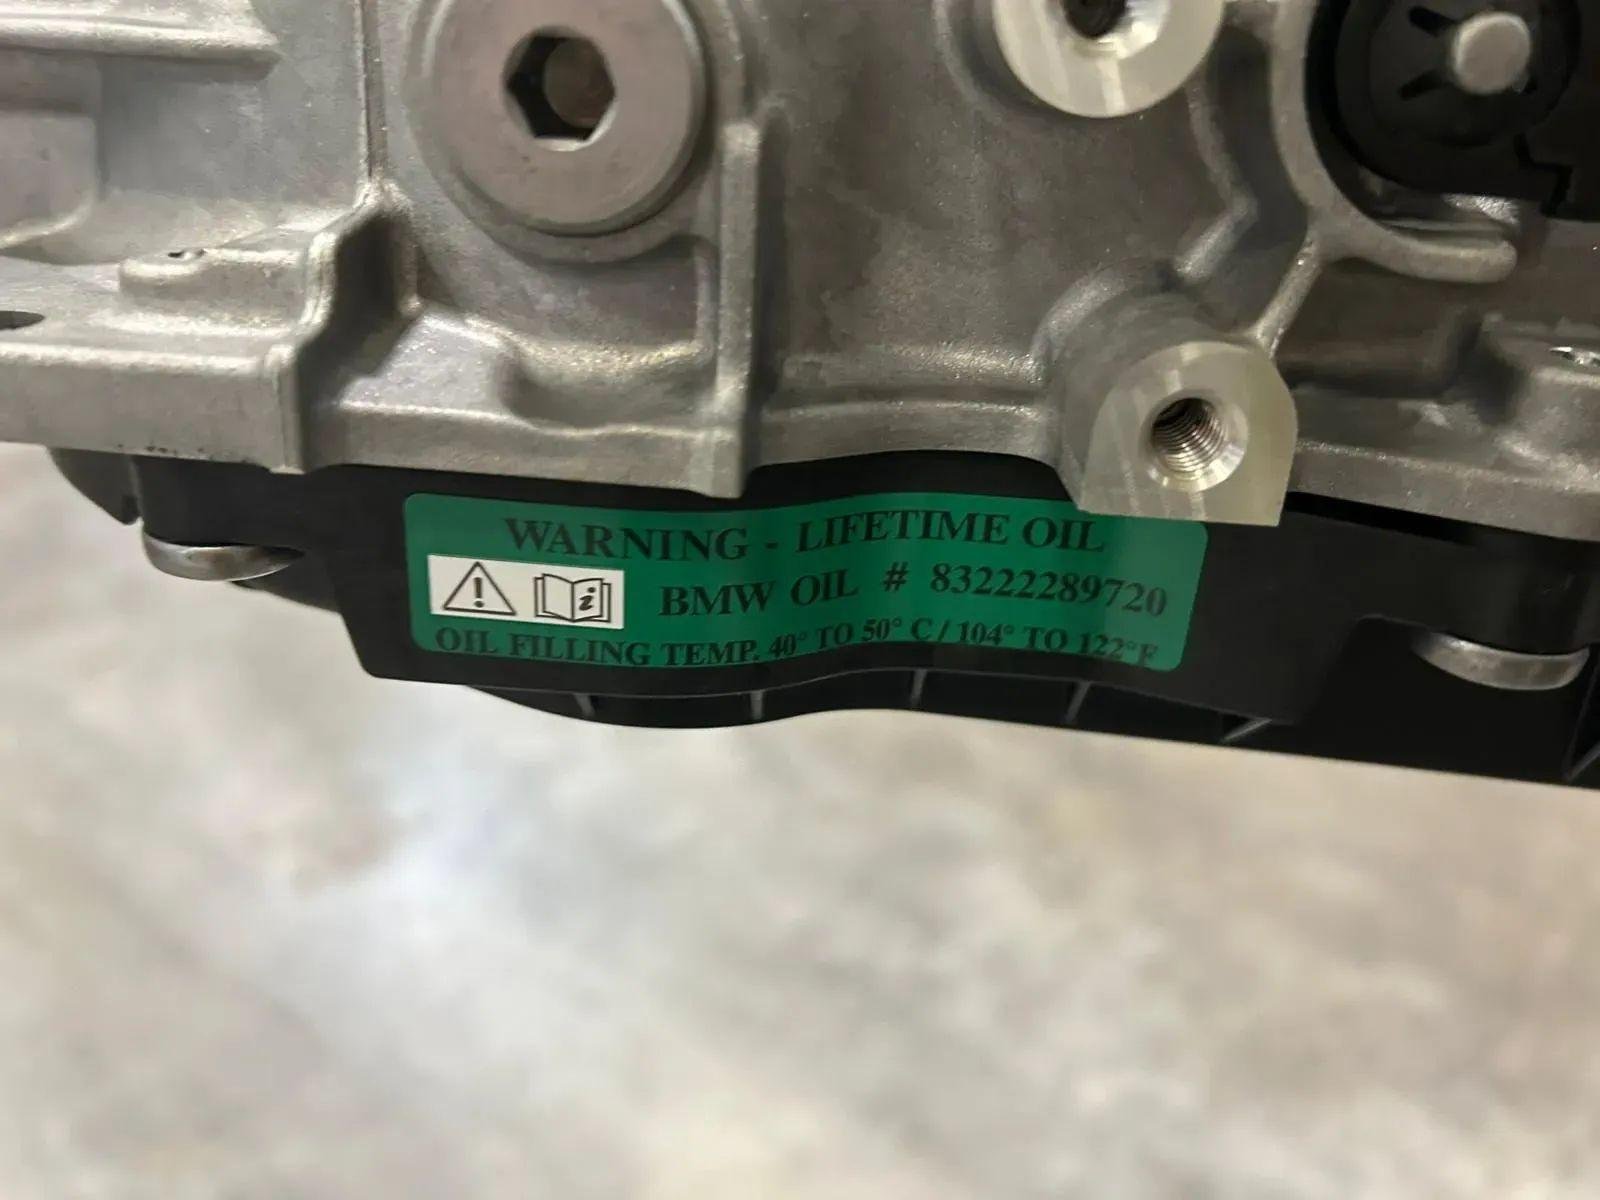 WARNING - LIFETIME OIL
BMW OIL # 83222289720
OIL FILLING TEMP. 40° TO 50° C / 104° TO 122°F